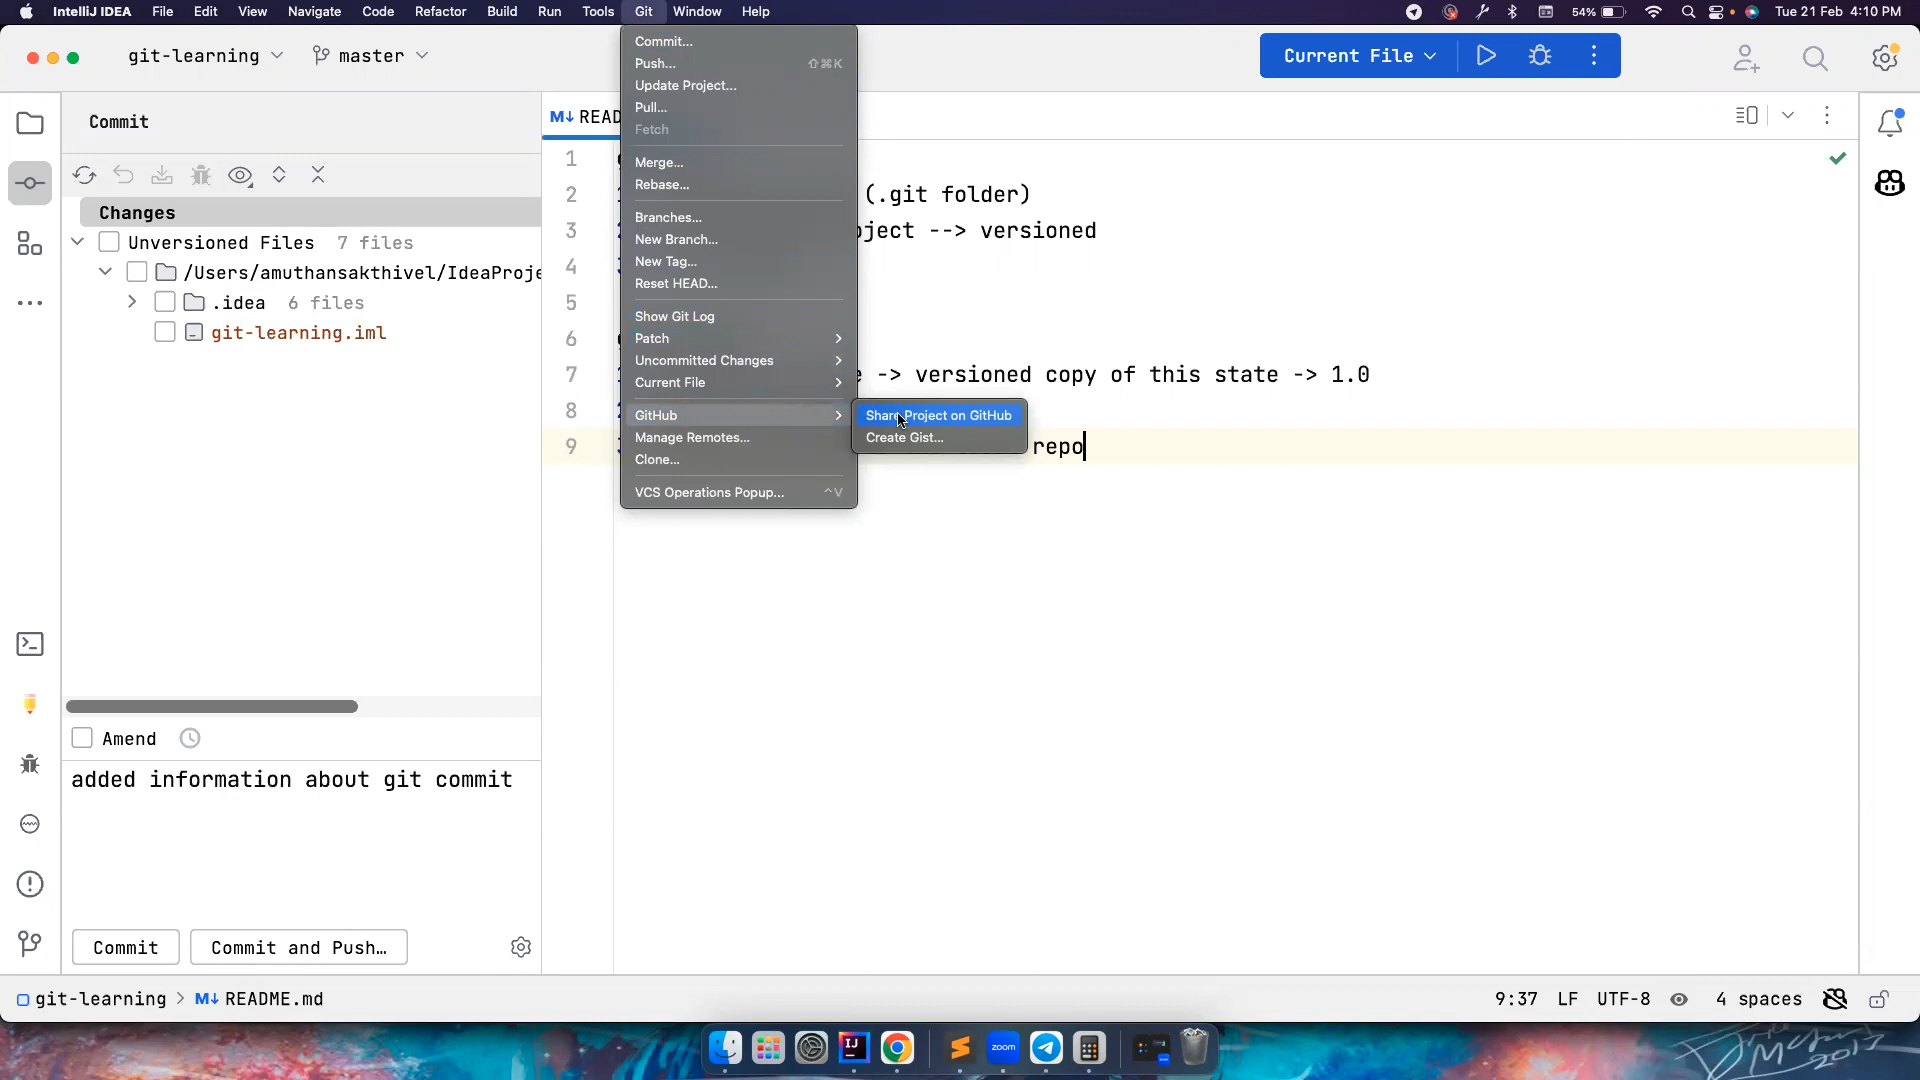 IntelliJ IDEA File Edit View Navigate Code Refactor Build Run Tools Git Window Help 54% Tue 21 Feb 4:10 PM
git-learning master Current File
Commit
M↓ READ
Commit...
Push... ⇧⌘K
Update Project...
Pull...
Fetch
Merge...
Rebase...
Branches...
New Branch...
New Tag...
Reset HEAD...
Show Git Log
Patch
Uncommitted Changes
Current File
GitHub
Manage Remotes...
Clone...
VCS Operations Popup... ^V
Share Project on GitHub
Create Gist...
Changes
Unversioned Files 7 files
/Users/amuthansakthivel/IdeaProje
.idea 6 files
git-learning.iml
1
2 (.git folder)
3 ject --> versioned
4
5
6
7 -> versioned copy of this state -> 1.0
8
9 repo
Amend
added information about git commit
Commit Commit and Push…
git-learning > M↓ README.md 9:37 LF UTF-8 4 spaces
IJ zoom
2017